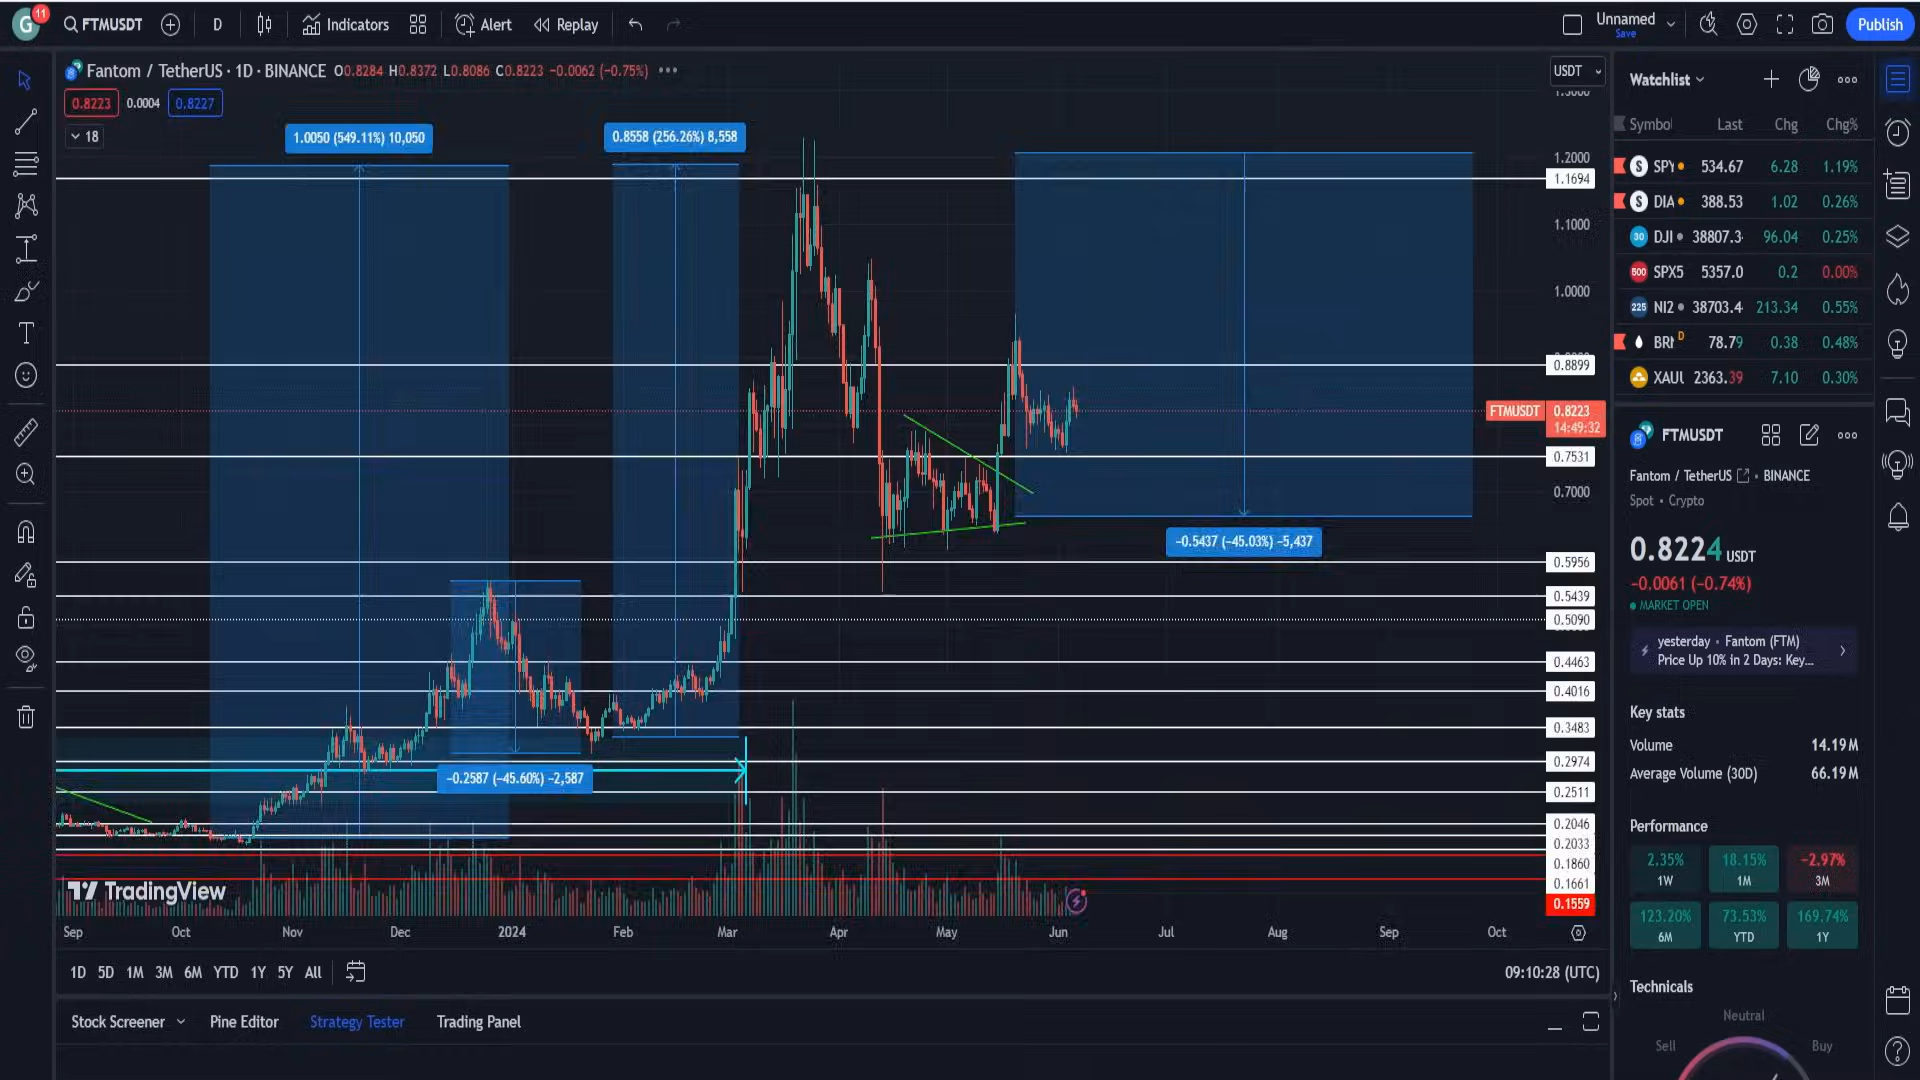 G 11 FTMUSDT D Indicators Alert Replay Unnamed Save Publish
Fantom / TetherUS · 1D · BINANCE O0.8284 H0.8372 L0.8086 C0.8223 −0.0062 (−0.75%) USDT
0.8223 0.0004 0.8227
18
1.0050 (549.11%) 10,050
0.8558 (256.26%) 8,558
−0.5437 (−45.03%) −5,437
−0.2587 (−45.60%) −2,587
1.3000
1.2000
1.1694
1.1000
1.0000
0.8899
FTMUSDT 0.8223
14:49:32
0.7531
0.7000
0.5956
0.5439
0.5090
0.4463
0.4016
0.3483
0.2974
0.2511
0.2046
0.2033
0.1860
0.1661
0.1559
TradingView
Sep Oct Nov Dec 2024 Feb Mar Apr May Jun Jul Aug Sep Oct
1D 5D 1M 3M 6M YTD 1Y 5Y All 09:10:28 (UTC)
Stock Screener Pine Editor Strategy Tester Trading Panel
Watchlist
Symbol Last Chg Chg%
S SPY 534.67 6.28 1.19%
S DIA 388.53 1.02 0.26%
30 DJI 38807.3 96.04 0.25%
500 SPX5 5357.0 0.2 0.00%
225 NI2 38703.4 213.34 0.55%
BRN D 78.79 0.38 0.48%
XAUU 2363.39 7.10 0.30%
FTMUSDT
Fantom / TetherUS • BINANCE
Spot • Crypto
0.8224 USDT
−0.0061 (−0.74%)
MARKET OPEN
yesterday · Fantom (FTM)
Price Up 10% in 2 Days: Key...
Key stats
Volume 14.19M
Average Volume (30D) 66.19M
Performance
2.35% 18.15% −2.97%
1W 1M 3M
123.20% 73.53% 169.74%
6M YTD 1Y
Technicals
Neutral
Sell Buy